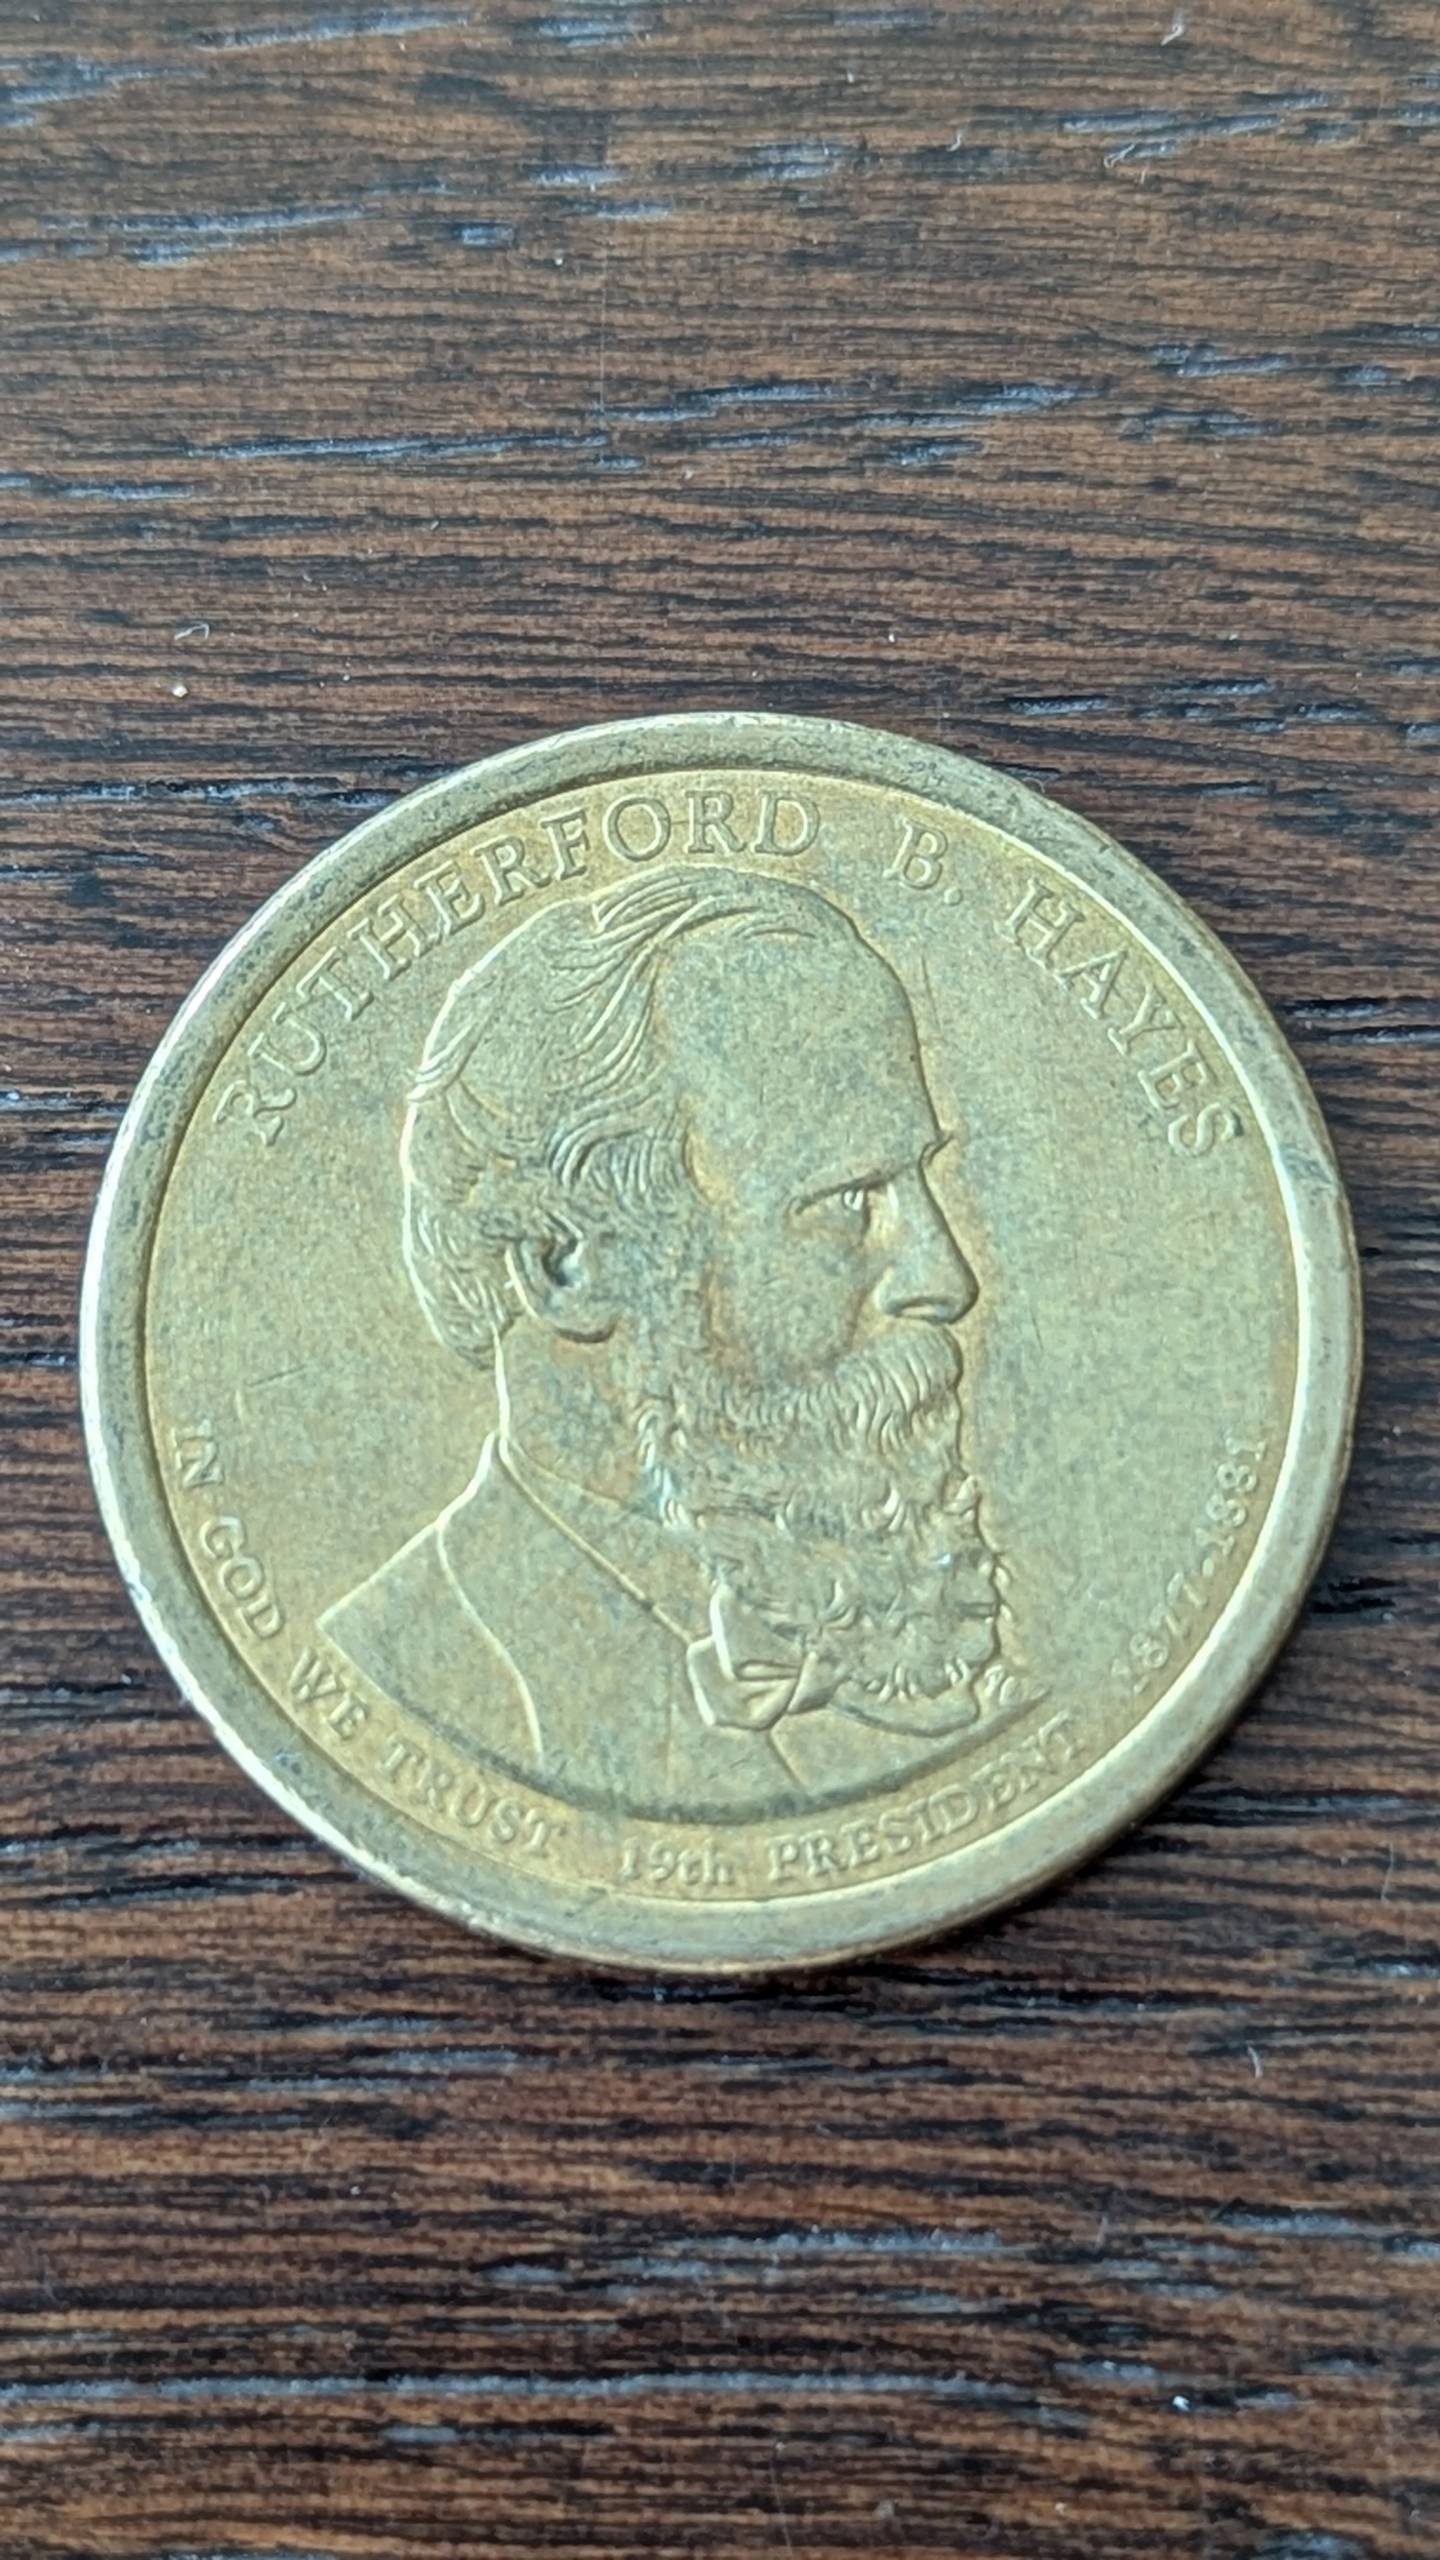 RUTHERFORD B. HAYES
IN GOD WE TRUST 19th PRESIDENT 1877-1881